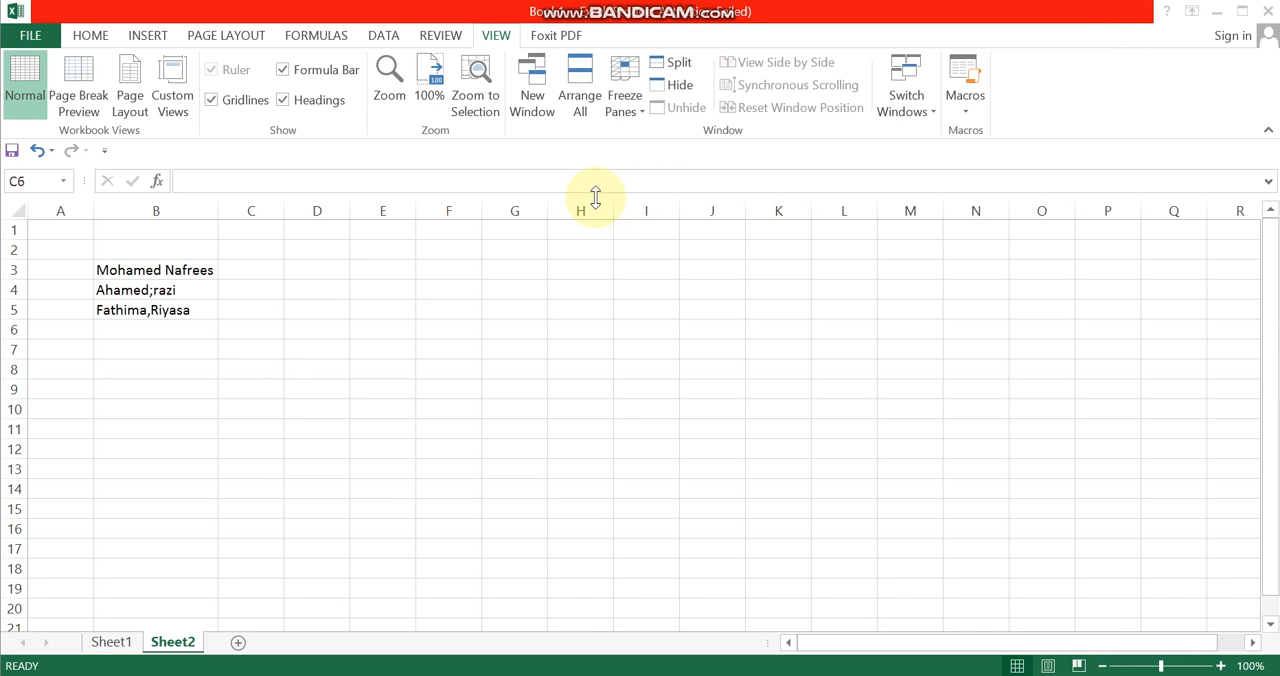 www.BANDICAM.com
FILE HOME INSERT PAGE LAYOUT FORMULAS DATA REVIEW VIEW Foxit PDF Sign in
Normal
Page Break Preview
Page Layout
Custom Views
Workbook Views
Ruler
Formula Bar
Gridlines
Headings
Show
Zoom
100
100%
Zoom to Selection
Zoom
New Window
Arrange All
Freeze Panes
Split
Hide
Unhide
View Side by Side
Synchronous Scrolling
Reset Window Position
Window
Switch Windows
Macros
Macros
C6
fx
A B C D E F G H I J K L M N O P Q R
1
2
3 Mohamed Nafrees
4 Ahamed;razi
5 Fathima,Riyasa
6
7
8
9
10
11
12
13
14
15
16
17
18
19
20
21
Sheet1 Sheet2
READY 100%